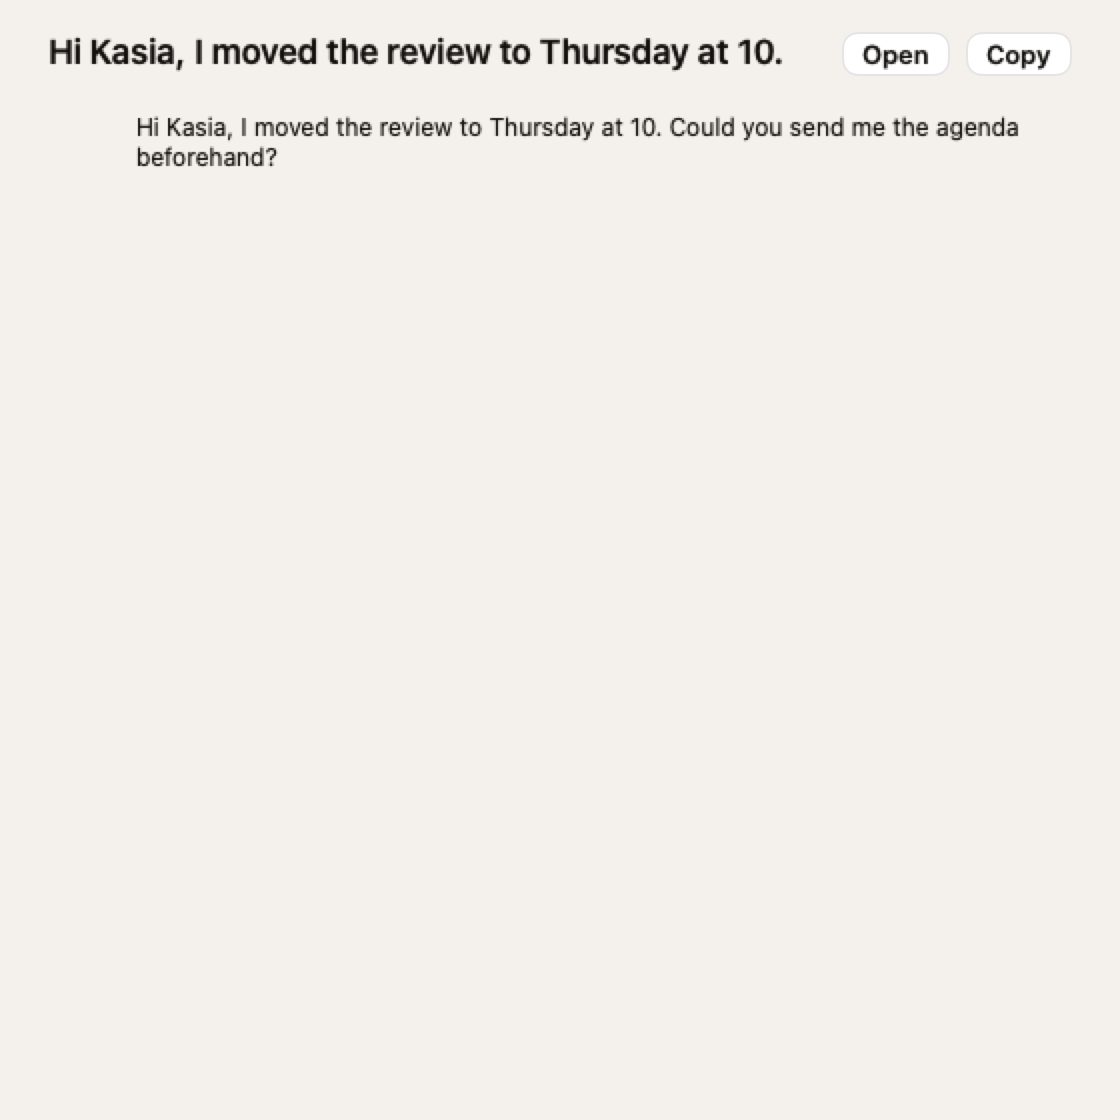 Hi Kasia, I moved the review to Thursday at 10.
Open
Copy
Hi Kasia, I moved the review to Thursday at 10. Could you send me the agenda
beforehand?